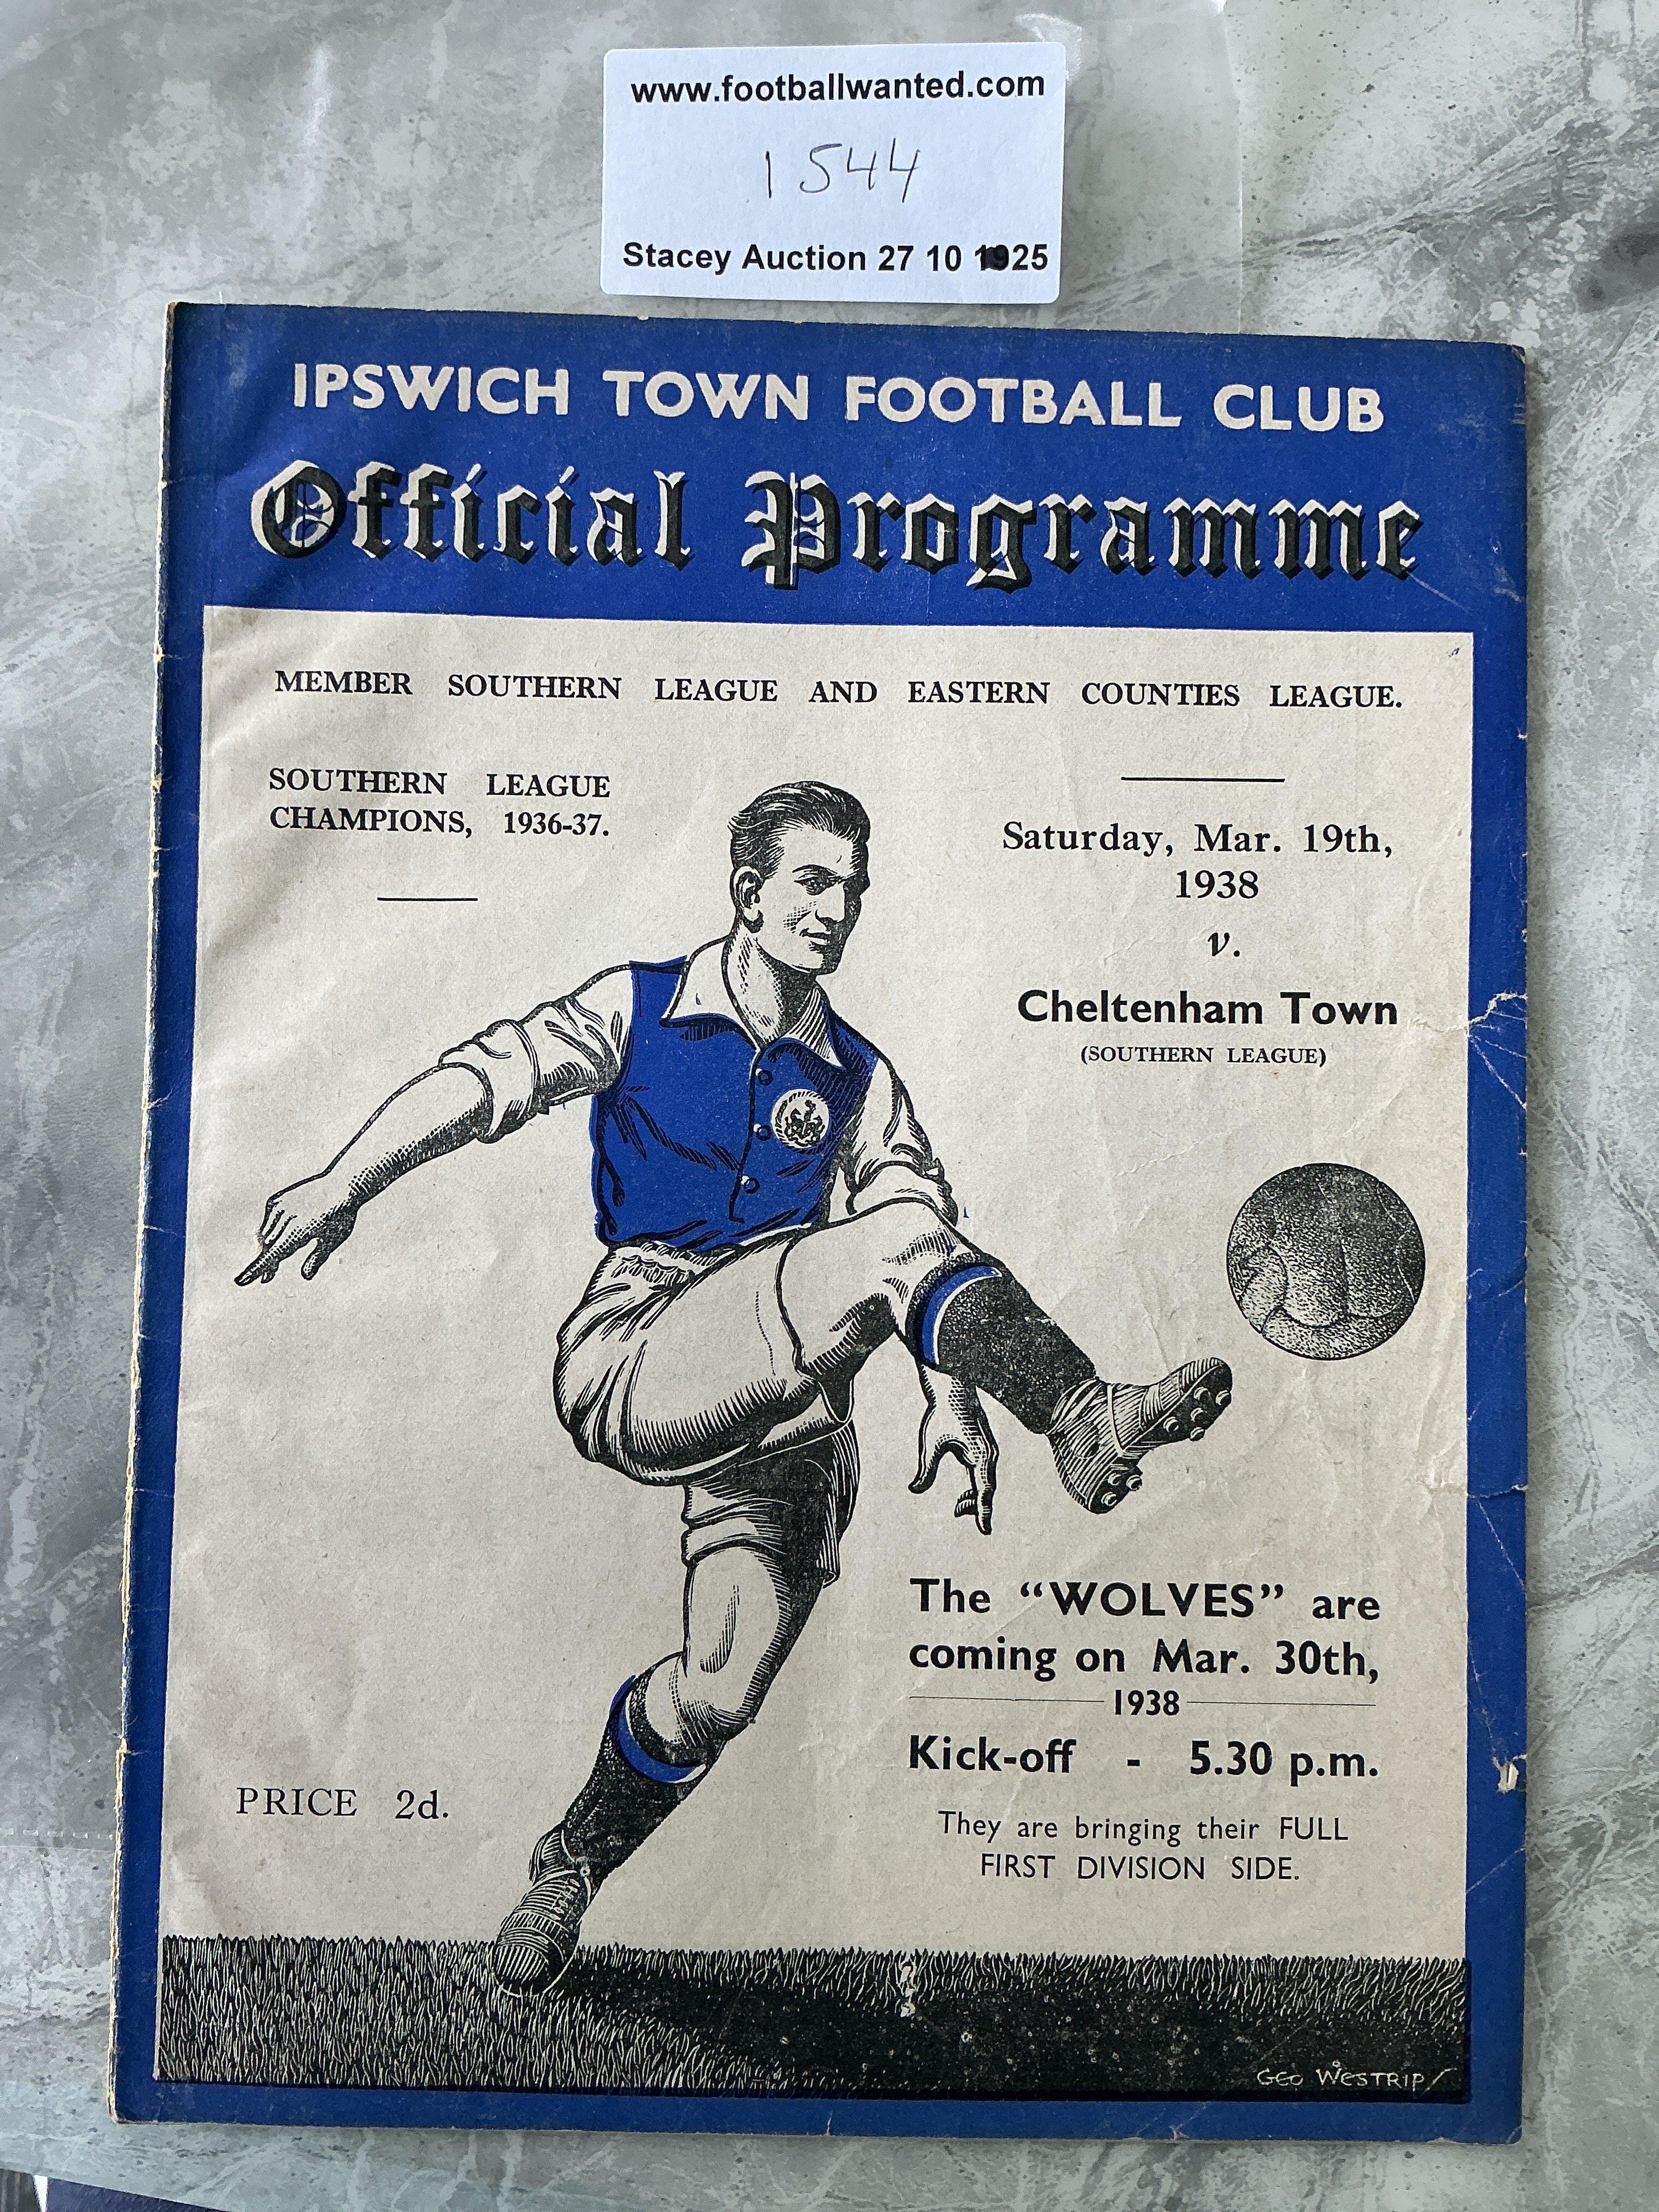 www.footballwanted.com
1544
Stacey Auction 27 10 1925
IPSWICH TOWN FOOTBALL CLUB
Official Programme
MEMBER SOUTHERN LEAGUE AND EASTERN COUNTIES LEAGUE.
SOUTHERN LEAGUE
CHAMPIONS, 1936-37.
Saturday, Mar. 19th,
1938
v.
Cheltenham Town
(SOUTHERN LEAGUE)
The "WOLVES" are
coming on Mar. 30th,
1938
Kick-off - 5.30 p.m.
They are bringing their FULL
FIRST DIVISION SIDE.
PRICE 2d.
GEO WESTRIP